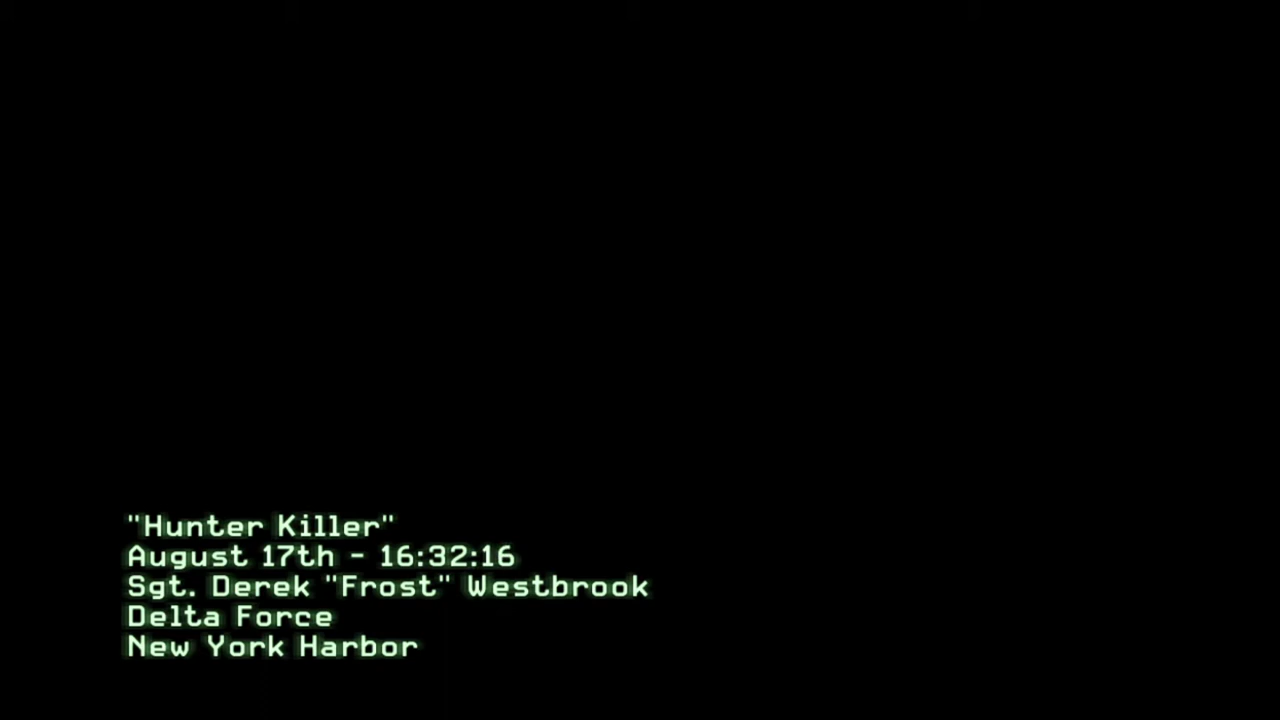 "Hunter Killer"
August 17th - 16:32:16
Sgt. Derek "Frost" Westbrook
Delta Force
New York Harbor